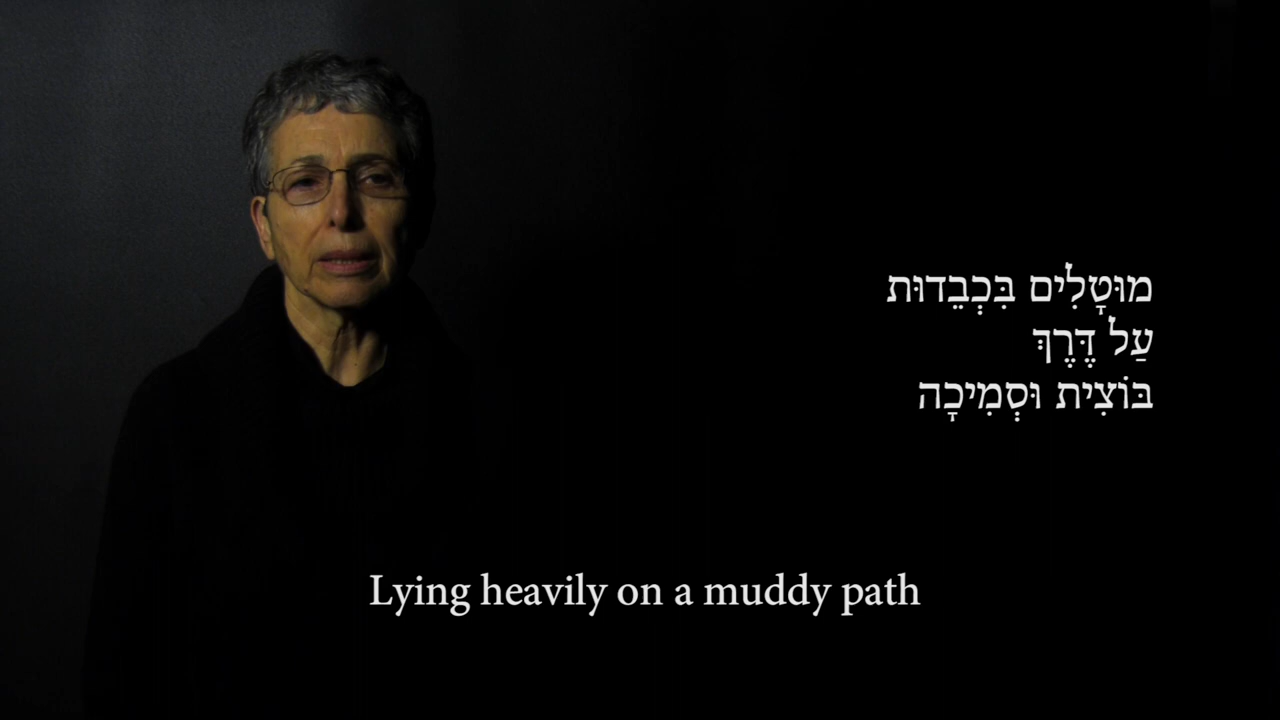 מוּטָלִים בִּכְבֵדוּת
עַל דֶּרֶךְ
בּוֹצִית וּסְמִיכָה
Lying heavily on a muddy path